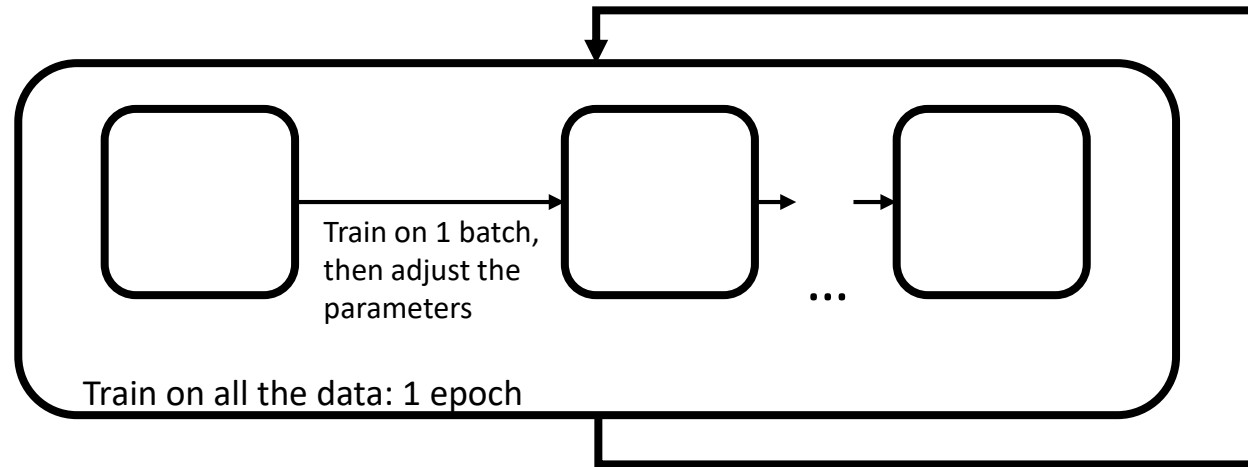 Train on 1 batch,
then adjust the
parameters
...
Train on all the data: 1 epoch